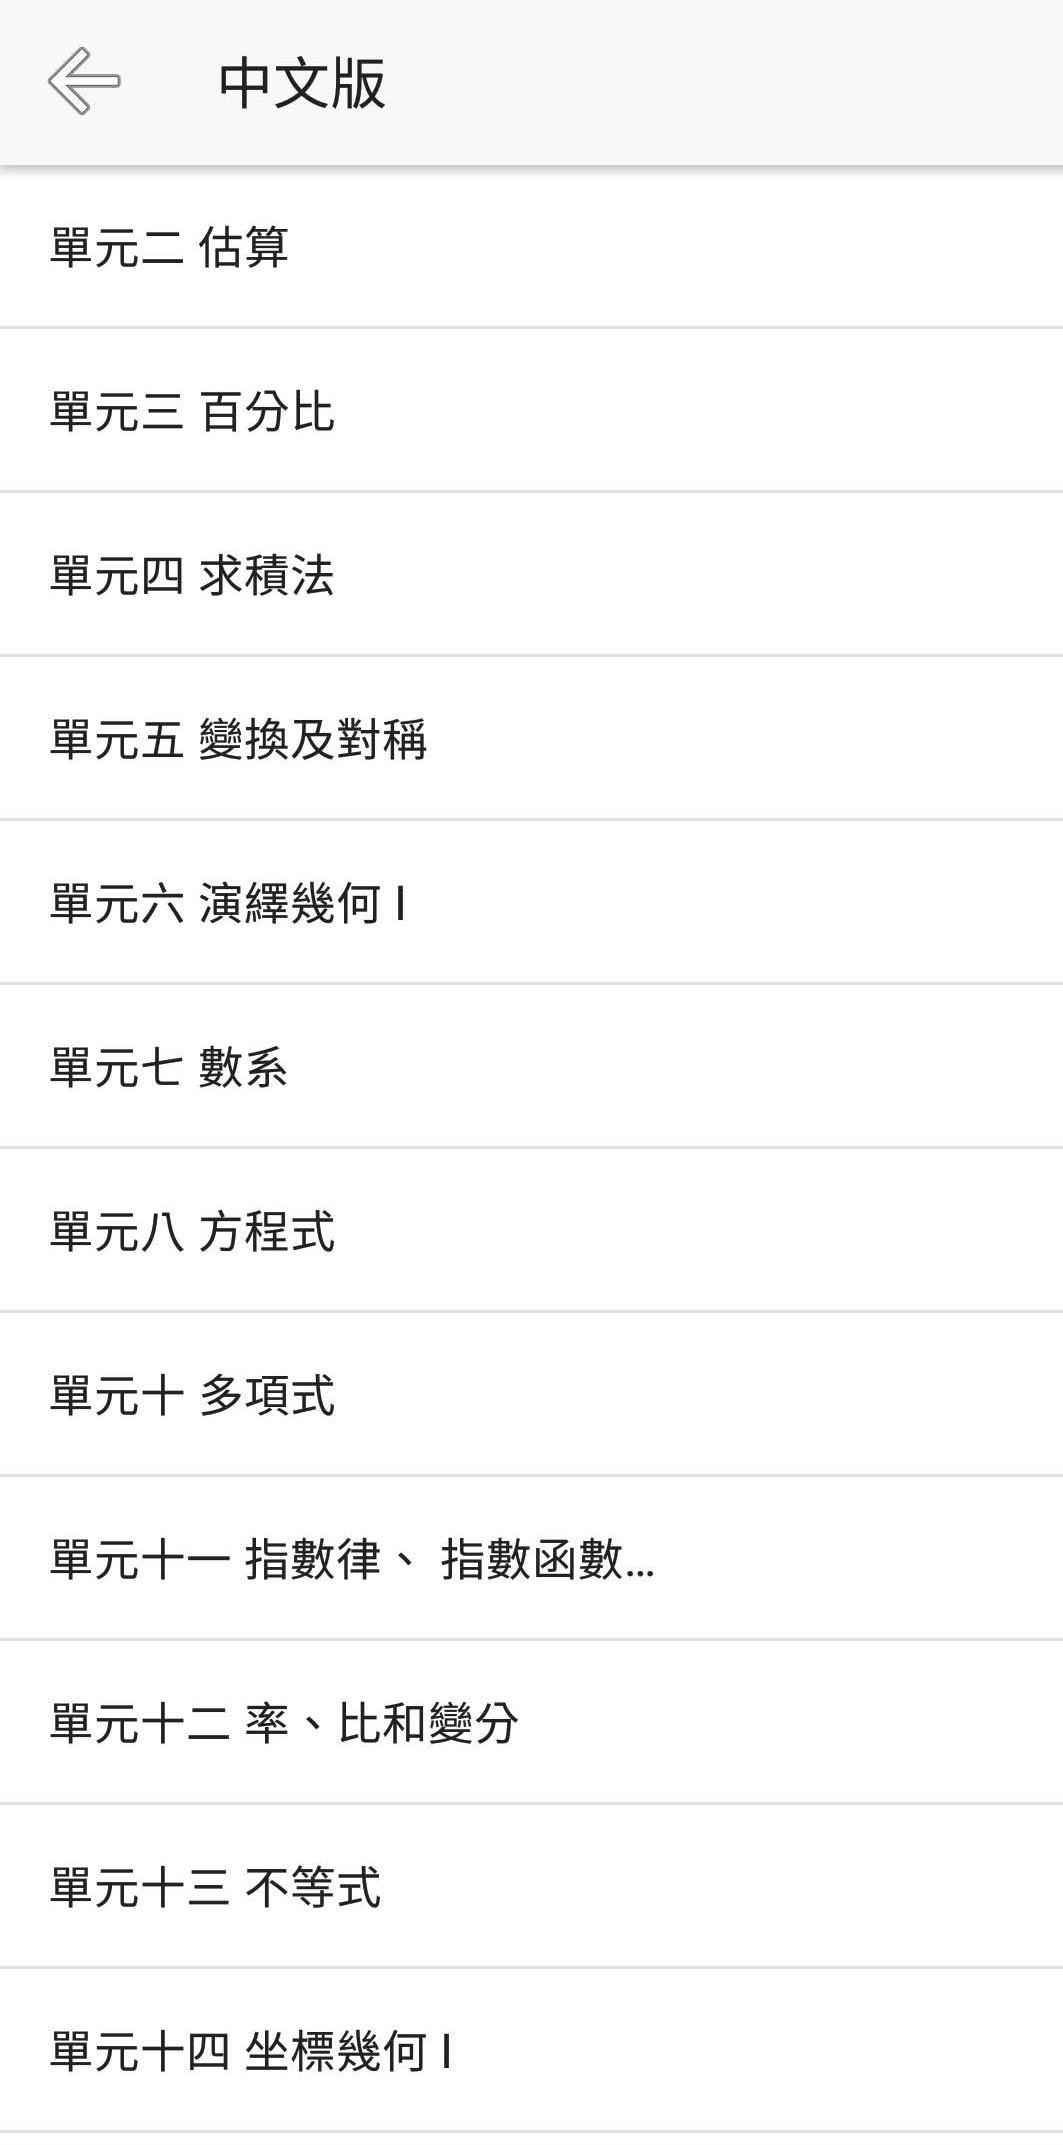 中文版
單元二 估算
單元三 百分比
單元四 求積法
單元五 變換及對稱
單元六 演繹幾何 I
單元七 數系
單元八 方程式
單元十 多項式
單元十一 指數律、 指數函數...
單元十二 率、比和變分
單元十三 不等式
單元十四 坐標幾何 I